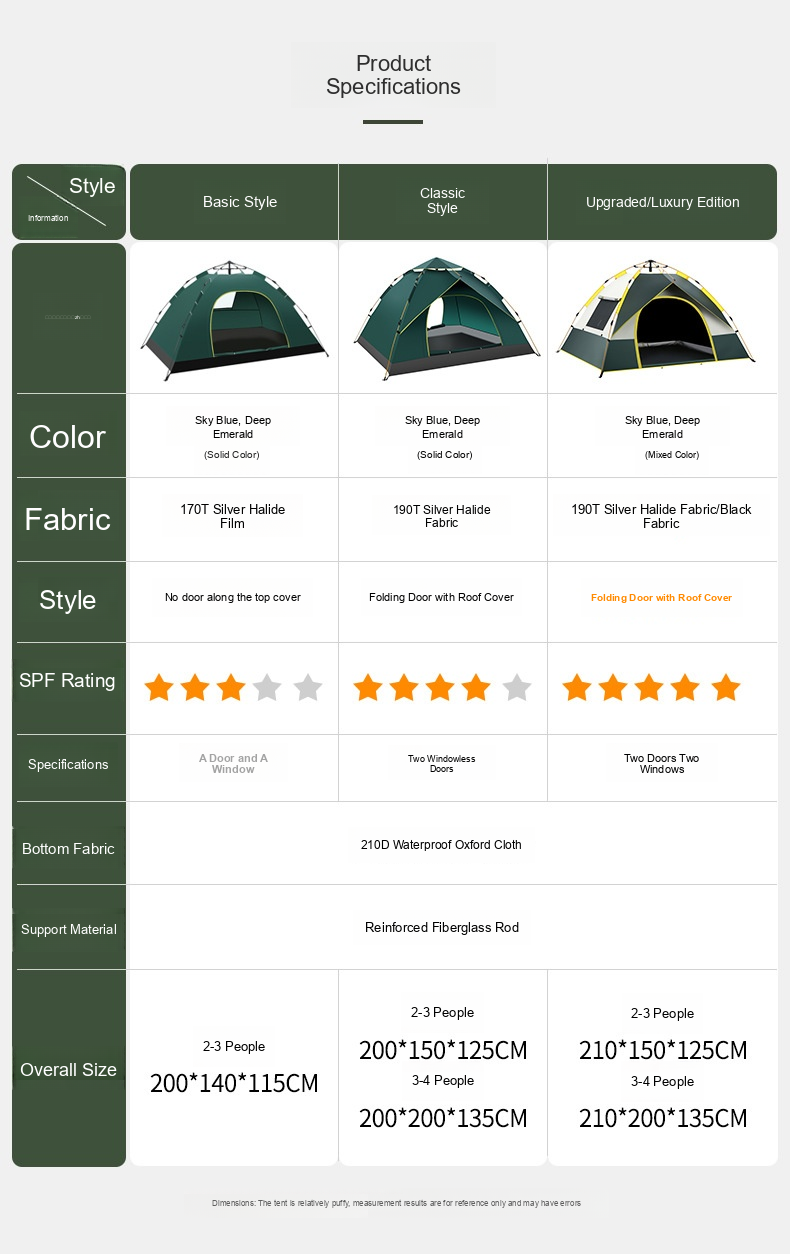 Product
Specifications
Style
Information
Basic Style
Classic
Style
Upgraded/Luxury Edition
Color
Sky Blue, Deep
Emerald
(Solid Color)
Sky Blue, Deep
Emerald
(Solid Color)
Sky Blue, Deep
Emerald
(Mixed Color)
Fabric
170T Silver Halide
Film
190T Silver Halide
Fabric
190T Silver Halide Fabric/Black
Fabric
Style
No door along the top cover
Folding Door with Roof Cover
Folding Door with Roof Cover
SPF Rating
Specifications
A Door and A
Window
Two Windowless
Doors
Two Doors Two
Windows
Bottom Fabric
210D Waterproof Oxford Cloth
Support Material
Reinforced Fiberglass Rod
Overall Size
2-3 People
200*140*115CM
2-3 People
200*150*125CM
3-4 People
200*200*135CM
2-3 People
210*150*125CM
3-4 People
210*200*135CM
Dimensions: The tent is relatively puffy, measurement results are for reference only and may have errors